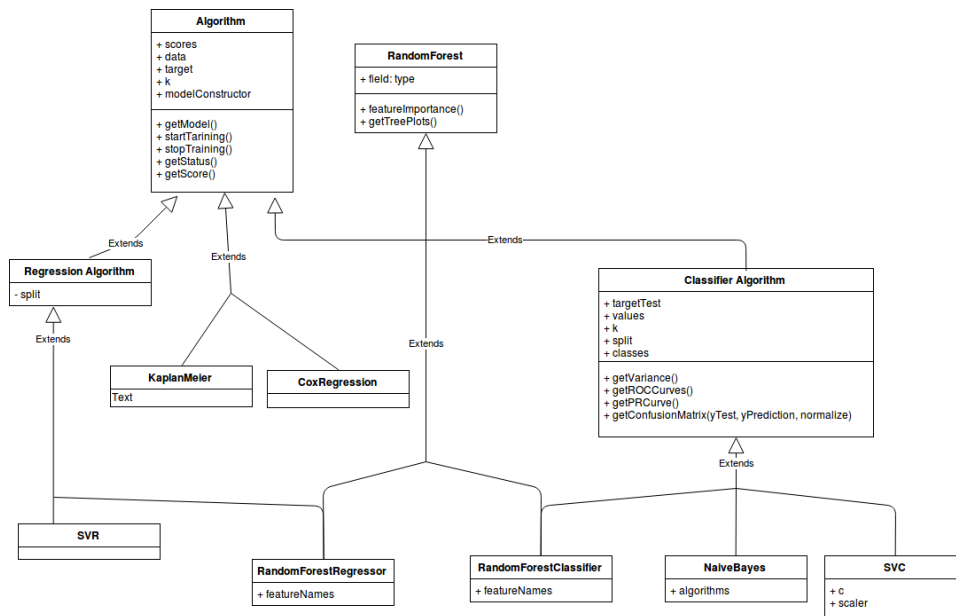 Algorithm
+ scores
+ data
+ target
+ k
+ modelConstructor
+ getModel()
+ startTarining()
+ stopTraining()
+ getStatus()
+ getScore()
RandomForest
+ field: type
+ featureImportance()
+ getTreePlots()
Extends
Extends
Extends
Regression Algorithm
- split
Extends
Classifier Algorithm
+ targetTest
+ values
+ k
+ split
+ classes
+ getVariance()
+ getROCCurves()
+ getPRCurve()
+ getConfusionMatrix(yTest, yPrediction, normalize)
Extends
KaplanMeier
Text
CoxRegression
Extends
SVR
RandomForestRegressor
+ featureNames
RandomForestClassifier
+ featureNames
NaiveBayes
+ algorithms
SVC
+ c
+ scaler